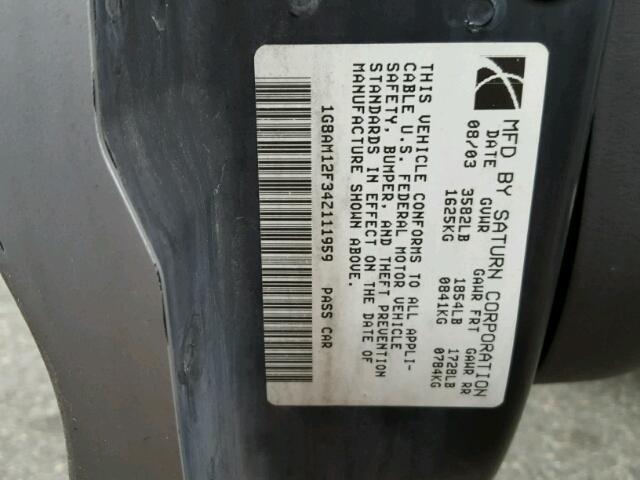 MFD BY SATURN CORPORATION
DATE GVWR GAWR FRT GAWR RR
08/03 3582LB 1854LB 1728LB
1625KG 0841KG 0784KG
THIS VEHICLE CONFORMS TO ALL APPLI-
CABLE U.S. FEDERAL MOTOR VEHICLE
SAFETY, BUMPER, AND THEFT PREVENTION
STANDARDS IN EFFECT ON THE DATE OF
MANUFACTURE SHOWN ABOVE.
1G8AM12F34Z111959 PASS CAR